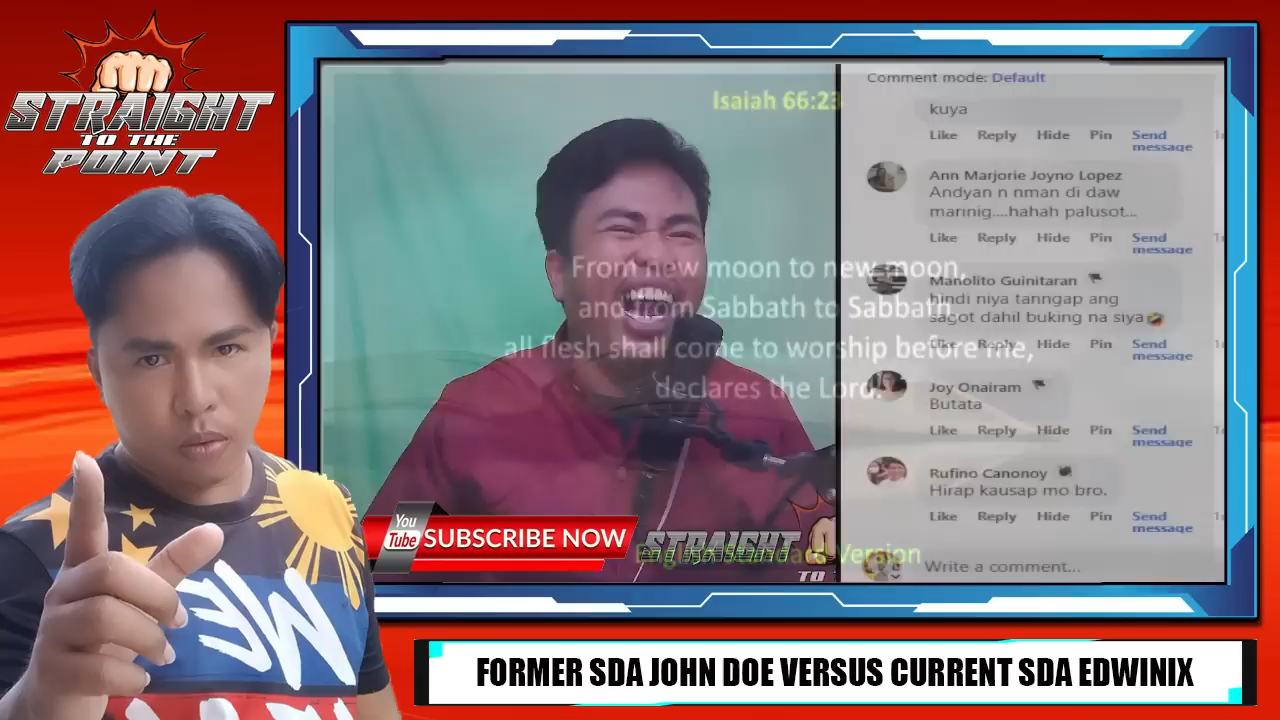 STRAIGHT
TO THE
POINT
Isaiah 66:23
From new moon to new moon,
and from Sabbath to Sabbath
all flesh shall come to worship before me,
declares the Lord.
English Standard Version
You
Tube
SUBSCRIBE NOW
STRAIGHT
TO
Comment mode: Default
kuya
Like Reply Hide Pin Send
message
Ann Marjorie Joyno Lopez
Andyan n nman di daw
marinig....hahah palusot...
Like Reply Hide Pin Send
message
Manolito Guinitaran
hindi niya tanngap ang
sagot dahil buking na siya🤣
Like Reply Hide Pin Send
message
Joy Onairam
Butata
Like Reply Hide Pin Send
message
Rufino Canonoy
Hirap kausap mo bro.
Like Reply Hide Pin Send
message
Write a comment...
FORMER SDA JOHN DOE VERSUS CURRENT SDA EDWINIX